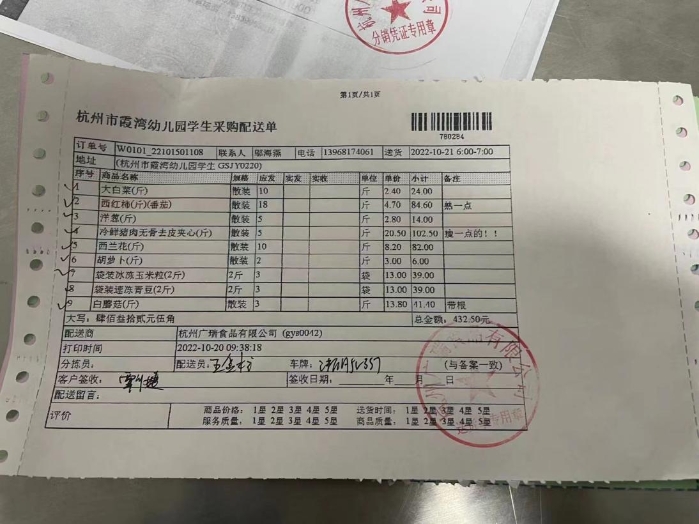 分销凭证专用章
第1页/共1页
杭州市霞湾幼儿园学生采购配送单
780284
订单号 W0101_22101501108 联系人 邬海燕 电话 13968174061 送货 2022-10-21 6:00-7:00
地址 (杭州市霞湾幼儿园学生 GSJY0220)
序号 商品名称 规格 应发 实发 实收 单位 单价 小计 备注
1 大白菜(斤) 散装 10 斤 2.40 24.00
2 西红柿(斤)(番茄) 散装 18 斤 4.70 84.60 熟一点
3 洋葱(斤) 散装 5 斤 2.80 14.00
4 冷鲜猪肉无骨去皮夹心(斤) 散装 5 斤 20.50 102.50 瘦一点的！！
5 西兰花(斤) 散装 10 斤 8.20 82.00
6 胡萝卜(斤) 散装 2 斤 3.00 6.00
7 袋装冰冻玉米粒(2斤) 2斤 3 袋 13.00 39.00
8 袋装速冻青豆(2斤) 2斤 3 袋 13.00 39.00
9 白蘑菇(斤) 散装 3 斤 13.80 41.40 带根
大写：肆佰叁拾贰元伍角 总金额：432.50元
配送商 杭州广瑞食品有限公司 (gys0042)
打印时间 2022-10-20 09:38:18
分拣员： 配送员： 车牌： (与备案一致)
客户签收： 签收日期： 年 月 日
配送留言：
评价 商品价格： 1星 2星 3星 4星 5星 送货时间： 1星 2星 3星 4星 5星
服务质量： 1星 2星 3星 4星 5星 商品质量： 1星 2星 3星 4星 5星